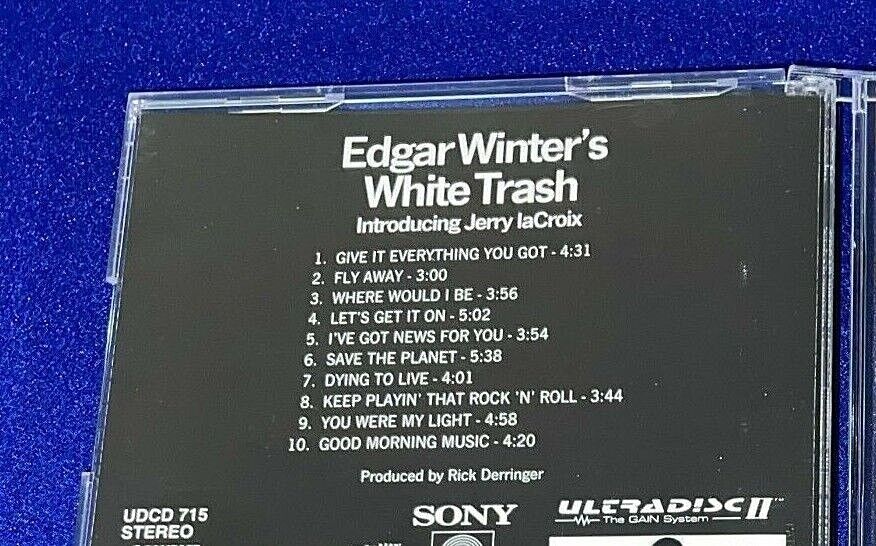 Edgar Winter's
White Trash
Introducing Jerry laCroix
1. GIVE IT EVERYTHING YOU GOT - 4:31
2. FLY AWAY - 3:00
3. WHERE WOULD I BE - 3:56
4. LET'S GET IT ON - 5:02
5. I'VE GOT NEWS FOR YOU - 3:54
6. SAVE THE PLANET - 5:38
7. DYING TO LIVE - 4:01
8. KEEP PLAYIN' THAT ROCK 'N' ROLL - 3:44
9. YOU WERE MY LIGHT - 4:58
10. GOOD MORNING MUSIC - 4:20
Produced by Rick Derringer
UDCD 715
STEREO
SONY
ULTRADISC II™
The GAIN System™